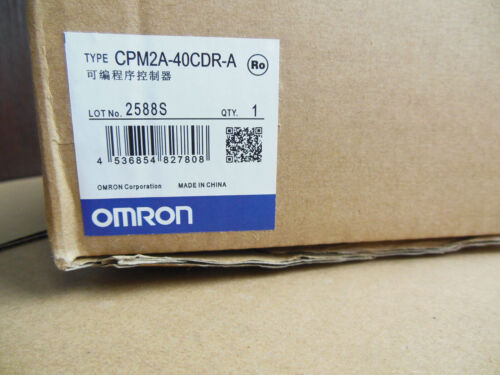 TYPE CPM2A-40CDR-A Ro
可编程序控制器
LOT No. 2588S QTY. 1
4 536854 827808
OMRON Corporation MADE IN CHINA
OMRON